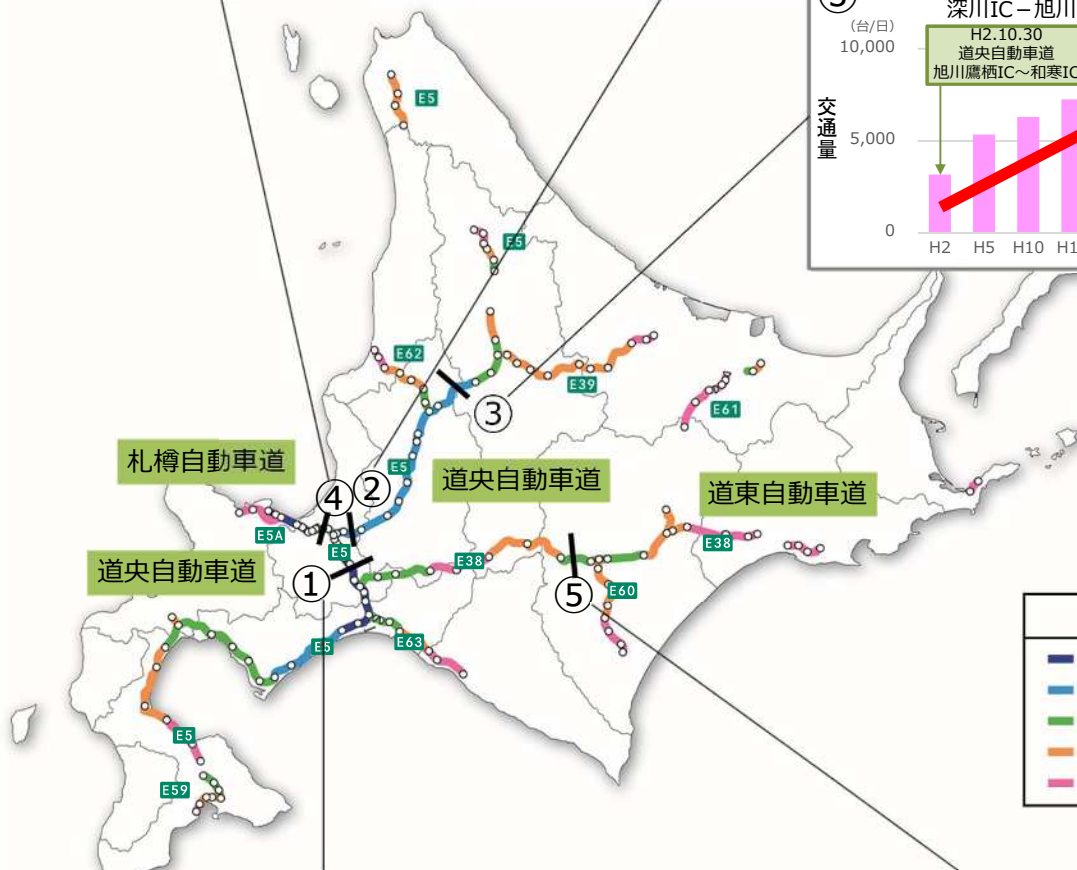 ③
深川IC－旭川
(台/日)
10,000
H2.10.30
道央自動車道
旭川鷹栖IC～和寒IC
交通量
5,000
0
H2 H5 H10 H1
E5
E5
E62
E39
③
E61
札樽自動車道
E5
道央自動車道
道東自動車道
④
②
E5A
E5
E38
E38
道央自動車道
①
⑤
E60
E5
E63
E5
E59